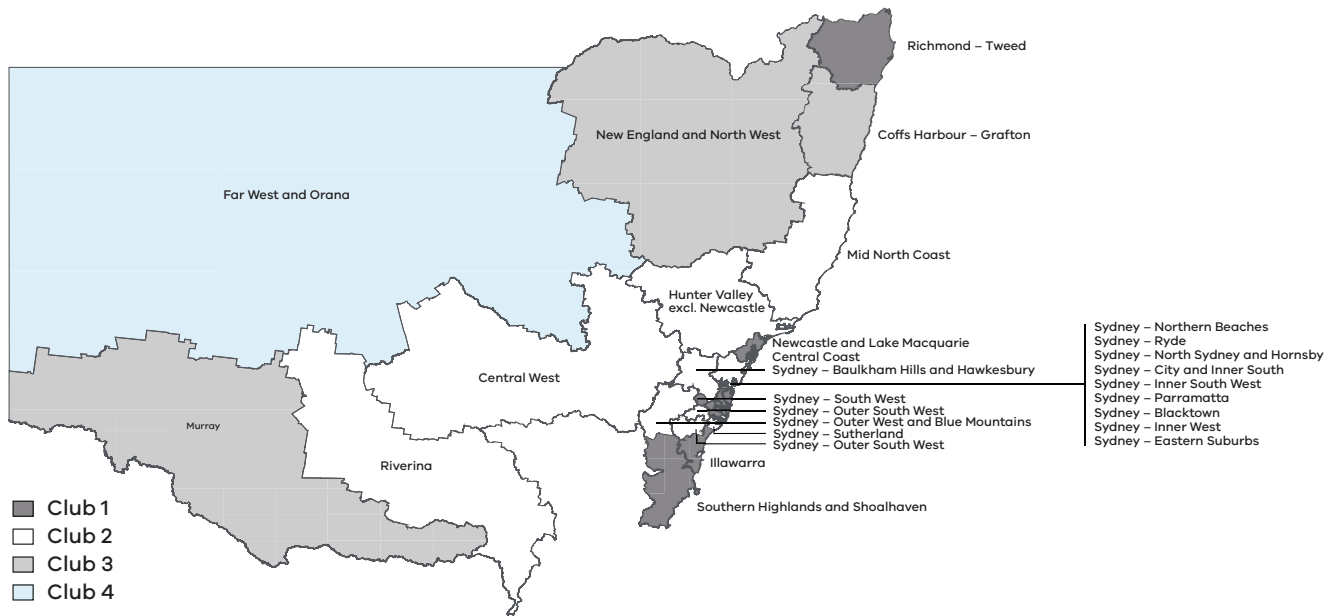 Richmond – Tweed
New England and North West
Coffs Harbour – Grafton
Far West and Orana
Mid North Coast
Hunter Valley
excl. Newcastle
Newcastle and Lake Macquarie
Central Coast
Sydney – Baulkham Hills and Hawkesbury
Sydney – Northern Beaches
Sydney – Ryde
Sydney – North Sydney and Hornsby
Sydney – City and Inner South
Sydney – Inner South West
Sydney – Parramatta
Sydney – Blacktown
Sydney – Inner West
Sydney – Eastern Suburbs
Central West
Sydney – South West
Sydney – Outer South West
Sydney – Outer West and Blue Mountains
Sydney – Sutherland
Sydney – Outer South West
Murray
Riverina
Illawarra
Southern Highlands and Shoalhaven
Club 1
Club 2
Club 3
Club 4